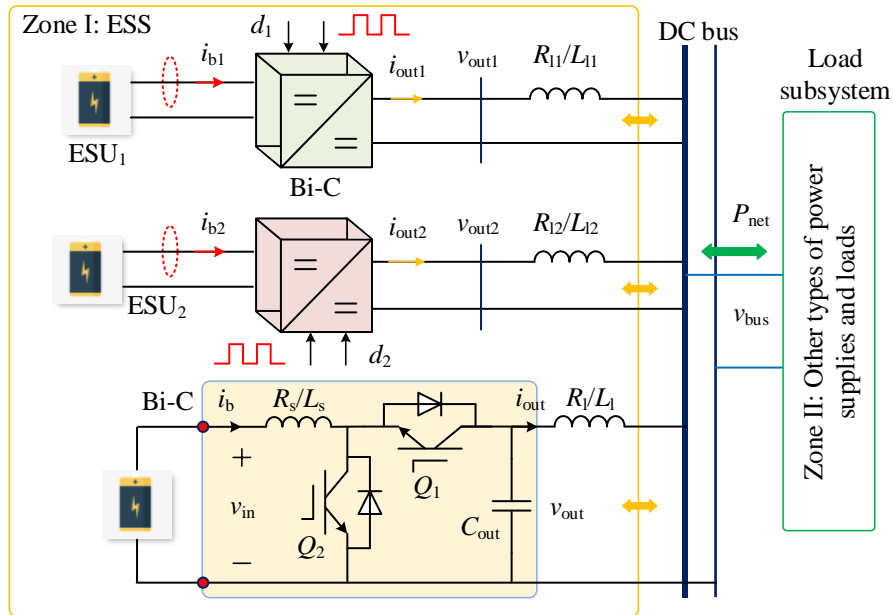 Zone I: ESS
d1
DC bus
ib1
iout1
vout1
Rl1/Ll1
Load
subsystem
ESU1
Bi-C
ib2
iout2
vout2
Rl2/Ll2
Pnet
ESU2
d2
vbus
Zone II: Other types of power
supplies and loads
Bi-C
ib
Rs/Ls
iout
Rl/Ll
+
vin
−
Q1
Q2
Cout
vout